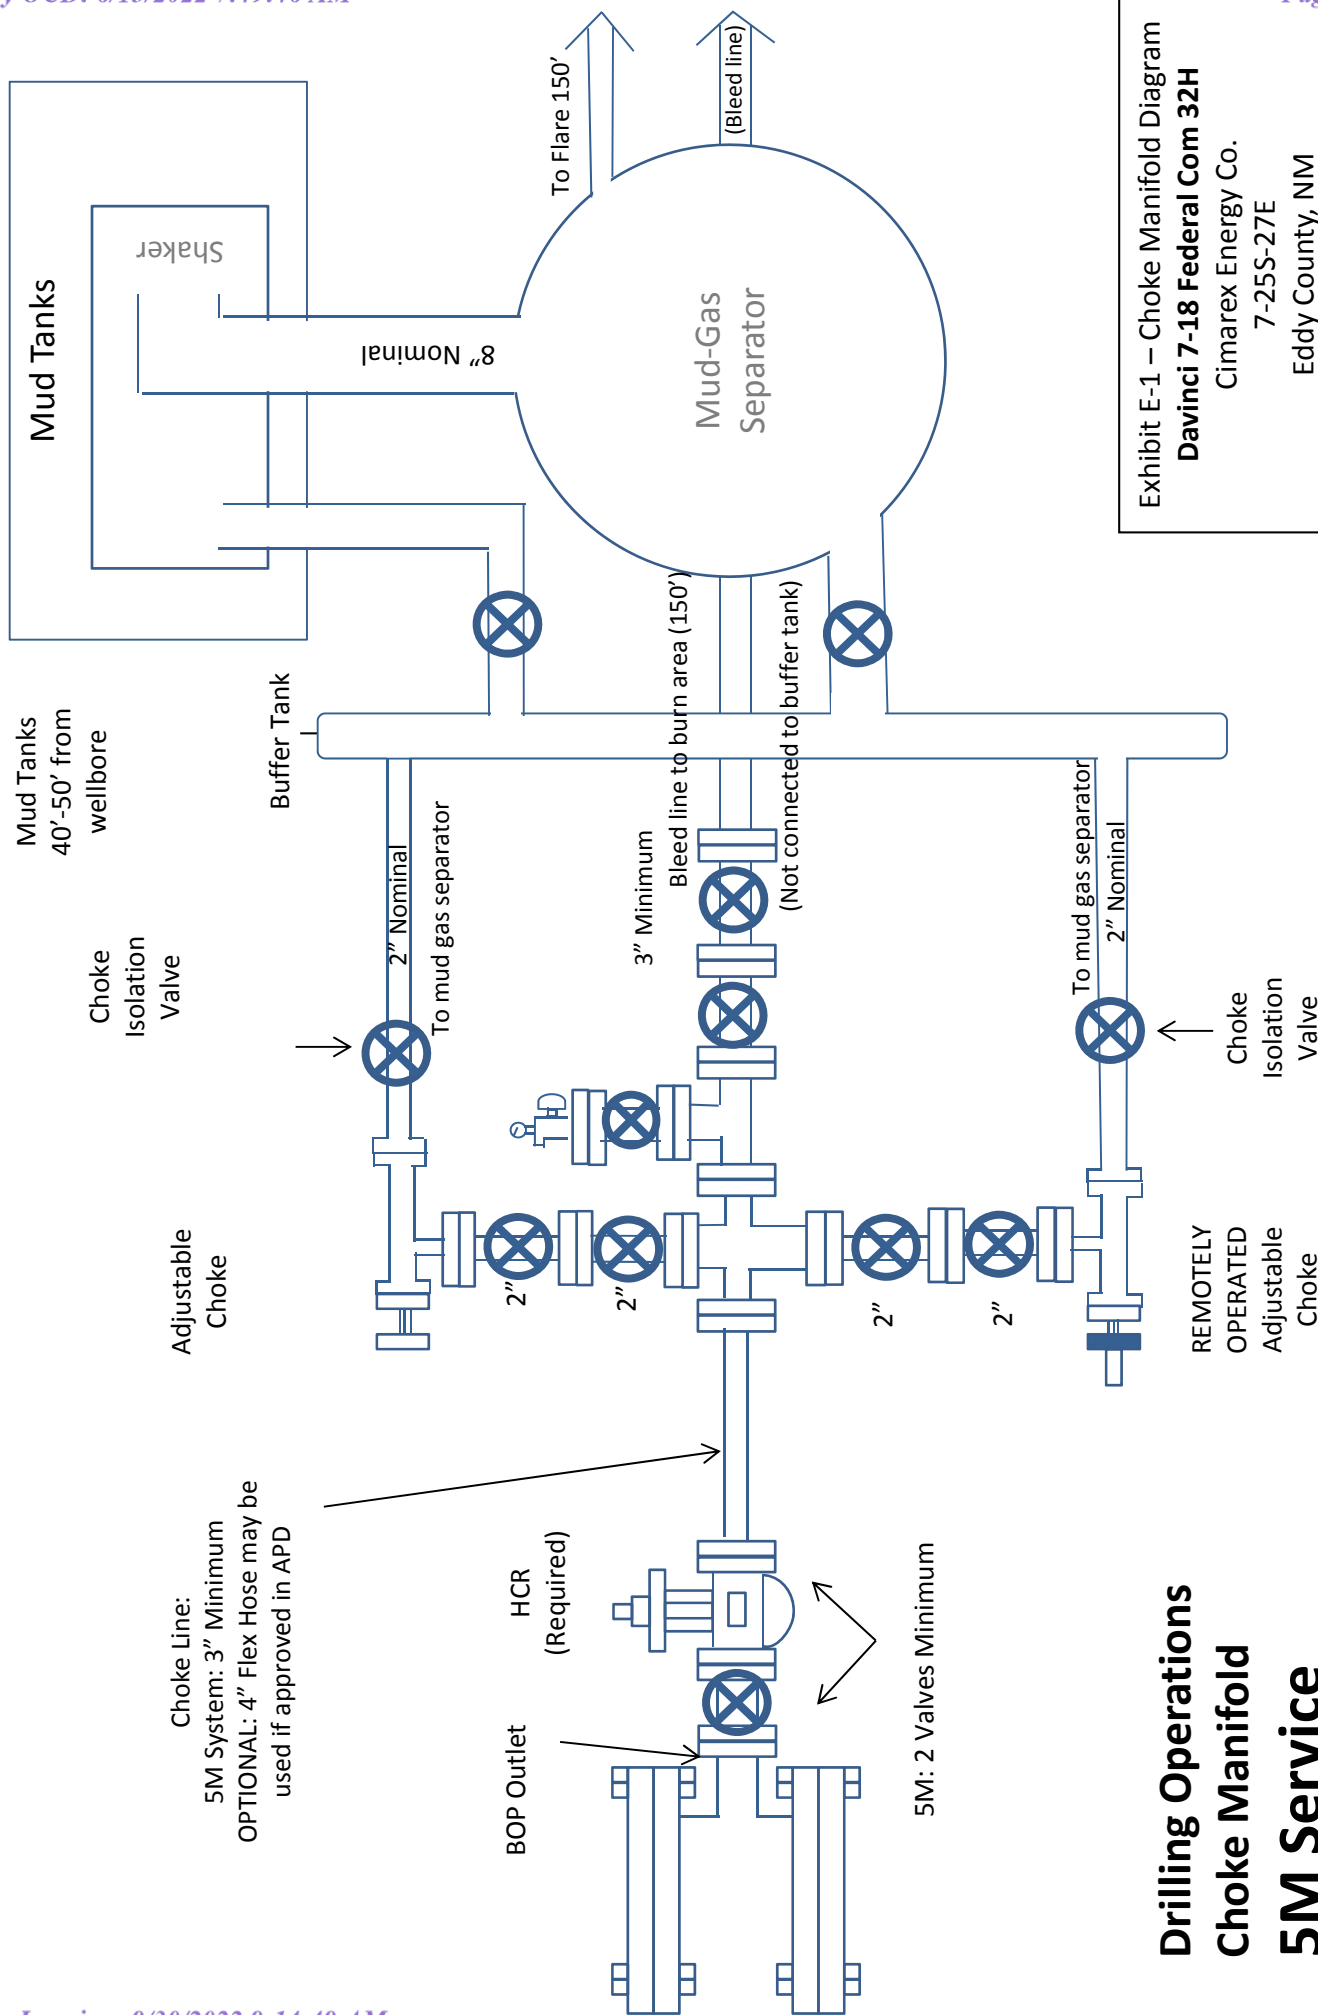 Mud Tanks
Shaker
8” Nominal
To Flare 150’
(Bleed line)
Mud-Gas
Separator
Mud Tanks
40’-50’ from
wellbore
Buffer Tank
Bleed line to burn area (150’)
(Not connected to buffer tank)
3” Minimum
2” Nominal
To mud gas separator
To mud gas separator
2” Nominal
Choke
Isolation
Valve
Choke
Isolation
Valve
Adjustable
Choke
2”
2”
2”
2”
REMOTELY
OPERATED
Adjustable
Choke
Choke Line:
5M System: 3” Minimum
OPTIONAL: 4” Flex Hose may be
used if approved in APD
HCR
(Required)
BOP Outlet
5M: 2 Valves Minimum
Drilling Operations
Choke Manifold
5M Service
Exhibit E-1 – Choke Manifold Diagram
Davinci 7-18 Federal Com 32H
Cimarex Energy Co.
7-25S-27E
Eddy County, NM